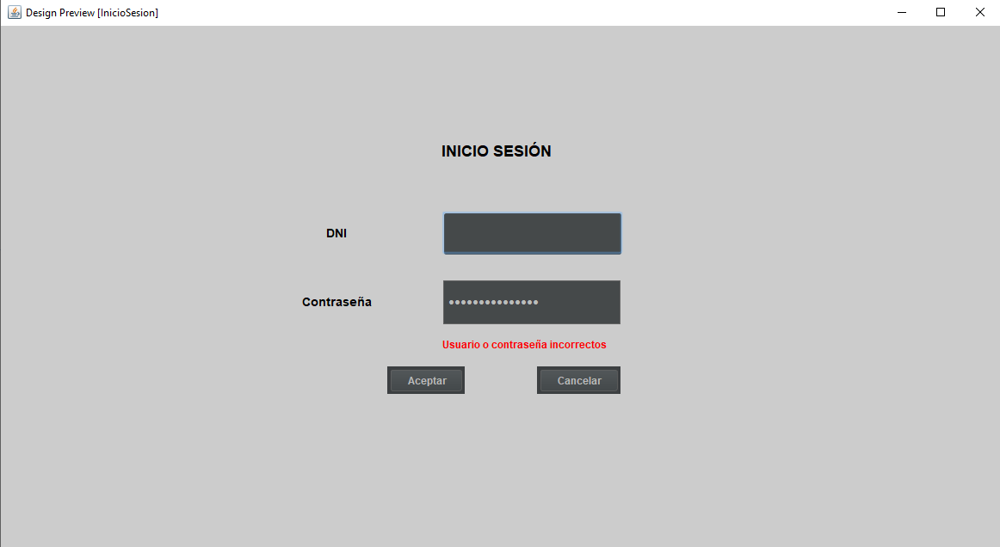 Design Preview [InicioSesion]
INICIO SESIÓN
DNI
Contraseña
•••••••••••••••
Usuario o contraseña incorrectos
Aceptar
Cancelar